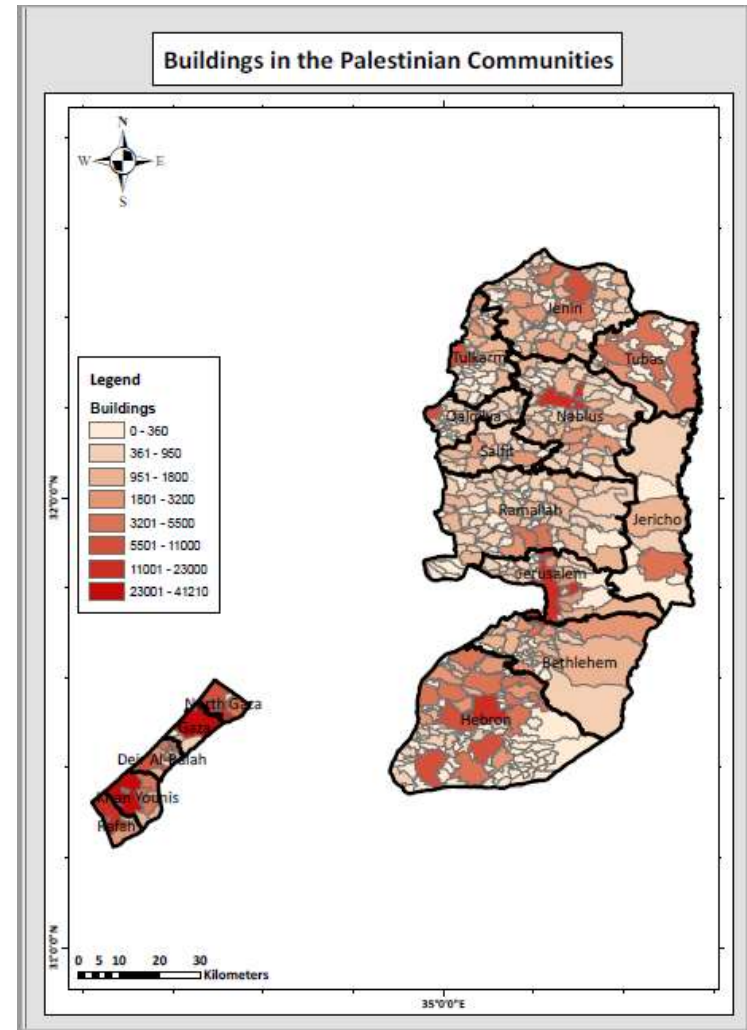 Buildings in the Palestinian Communities
N
W E
S
Jenin
Tulkarm
Tubas
Legend
Buildings
0 - 360
361 - 950
951 - 1800
1801 - 3200
3201 - 5500
5501 - 11000
11001 - 23000
23001 - 41210
Qalqiliya
Nablus
Salfit
32°0'0"N
Ramallah
Jericho
Jerusalem
Bethlehem
North Gaza
Hebron
Gaza
Deir Al-Balah
Khan Younis
Rafah
31°0'0"N
0 5 10 20 30
Kilometers
35°0'0"E